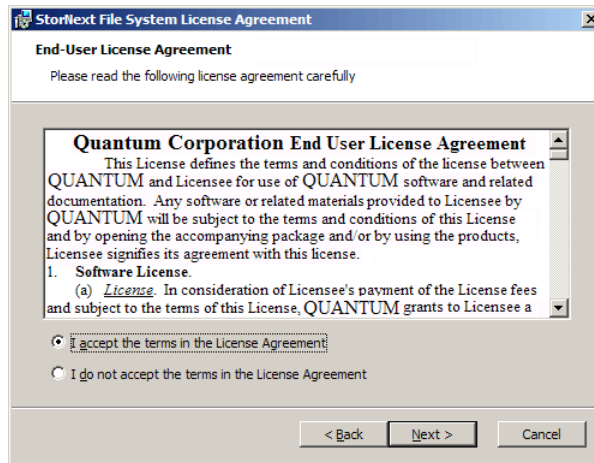 StorNext File System License Agreement
End-User License Agreement
Please read the following license agreement carefully
Quantum Corporation End User License Agreement
This License defines the terms and conditions of the license between
QUANTUM and Licensee for use of QUANTUM software and related
documentation. Any software or related materials provided to Licensee by
QUANTUM will be subject to the terms and conditions of this License
and by opening the accompanying package and/or by using the products,
Licensee signifies its agreement with this license.
1. Software License.
(a) License. In consideration of Licensee's payment of the License fees
and subject to the terms of this License, QUANTUM grants to Licensee a
I accept the terms in the License Agreement
I do not accept the terms in the License Agreement
< Back Next > Cancel